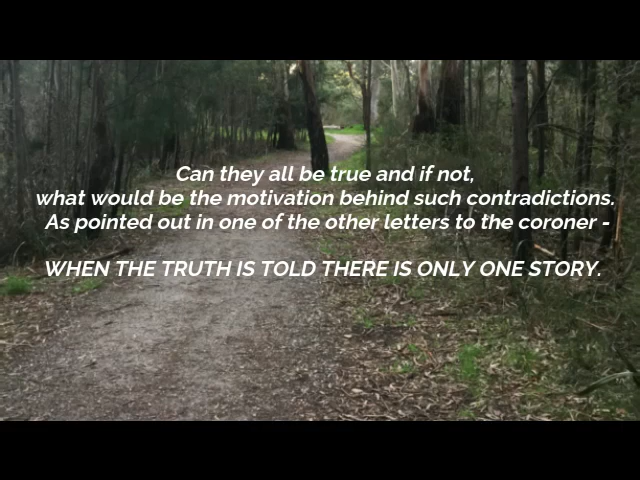 Can they all be true and if not,
what would be the motivation behind such contradictions.
As pointed out in one of the other letters to the coroner -
WHEN THE TRUTH IS TOLD THERE IS ONLY ONE STORY.